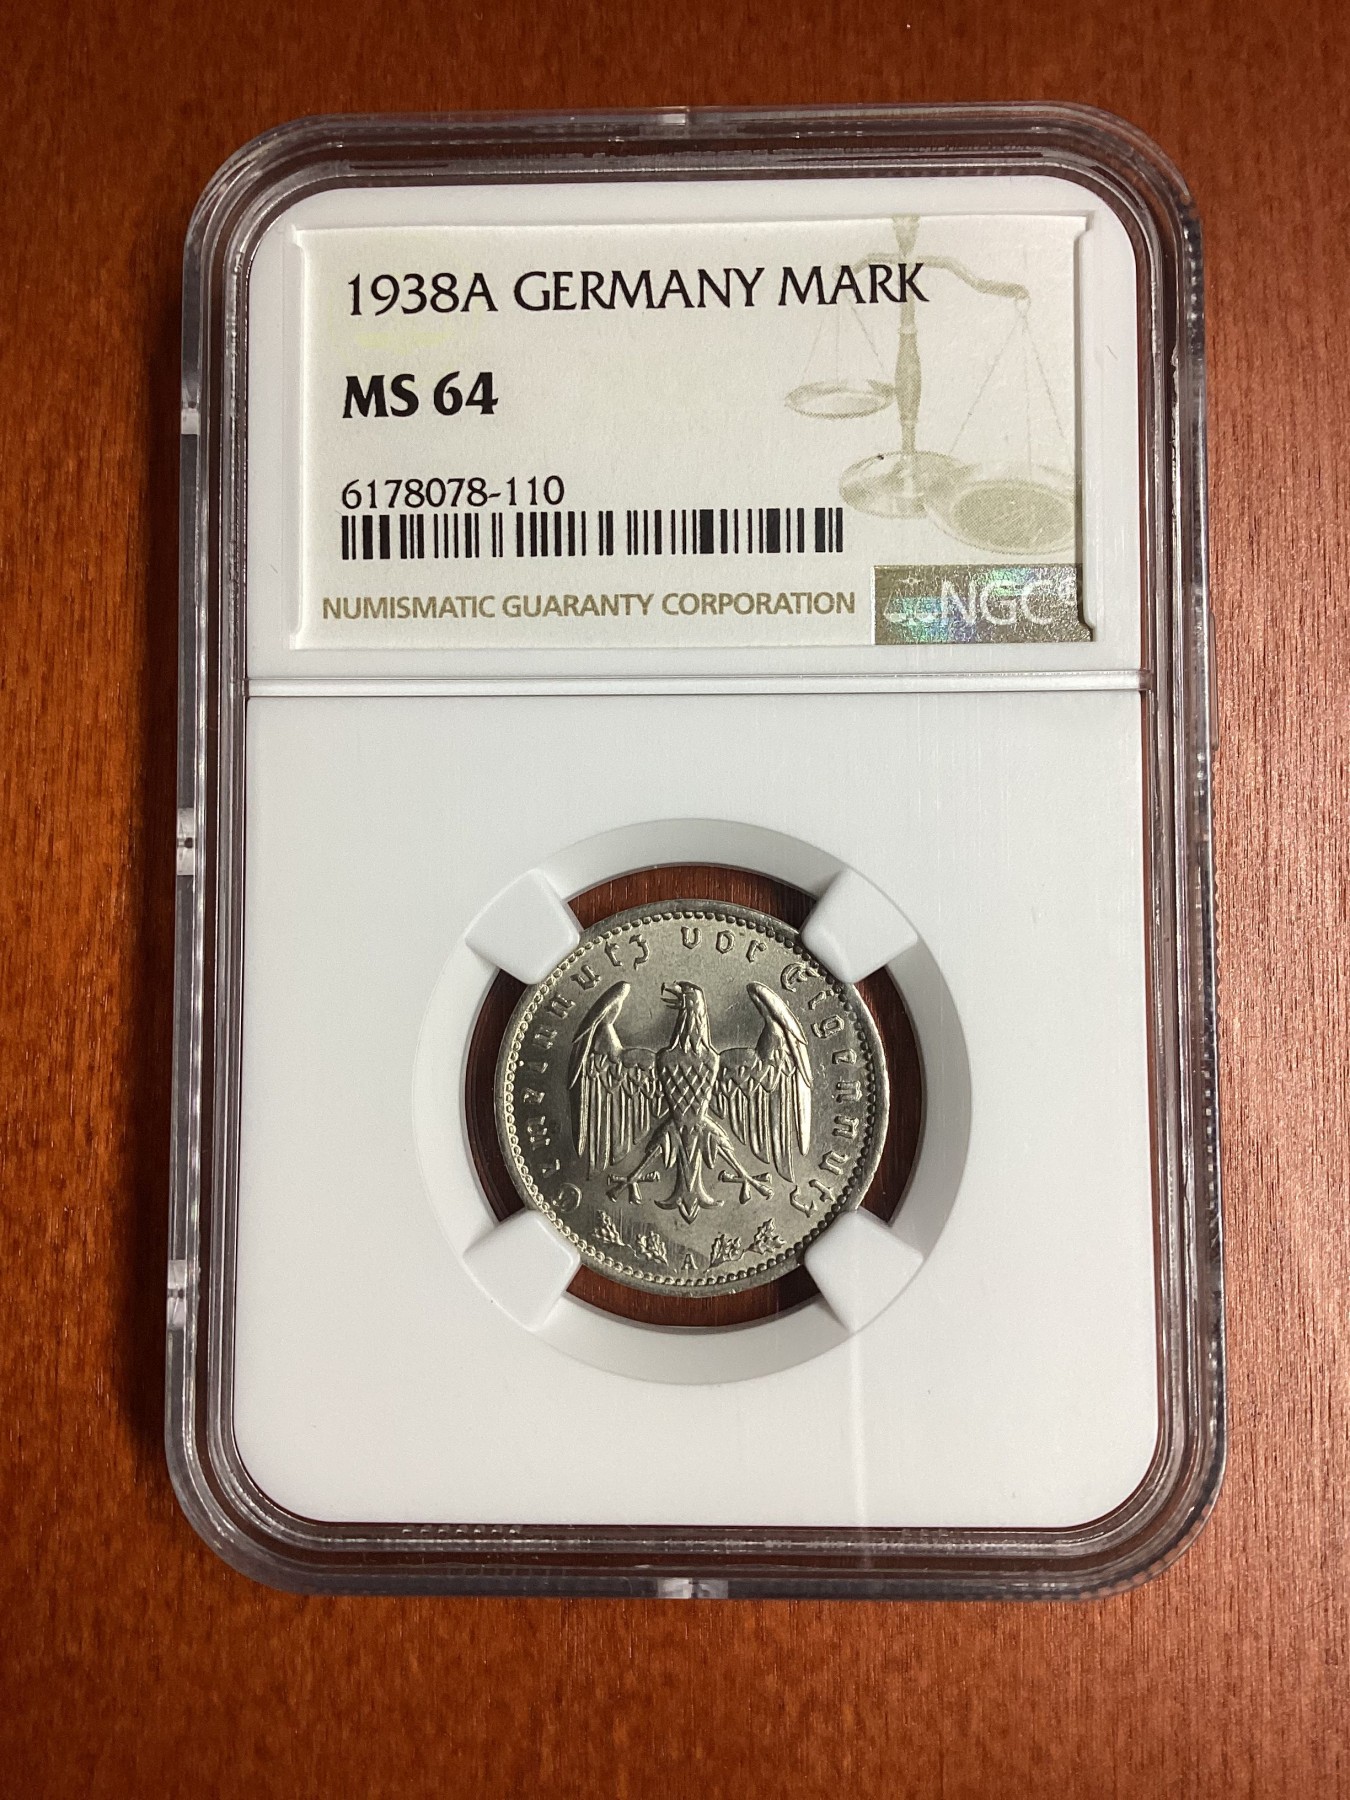 1938A GERMANY MARK
MS 64
6178078-110
NUMISMATIC GUARANTY CORPORATION
NGC®
Gemeinnutz vor Eigennutz
A